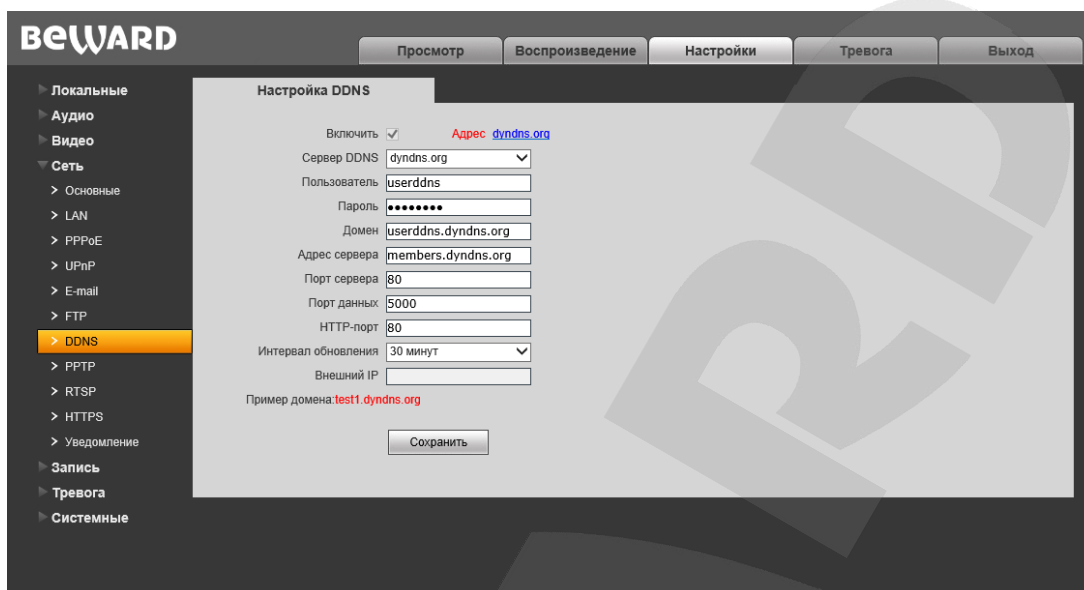 BEWARD
Просмотр Воспроизведение Настройки Тревога Выход
Локальные
Аудио
Видео
Сеть
Основные
LAN
PPPoE
UPnP
E-mail
FTP
DDNS
PPTP
RTSP
HTTPS
Уведомление
Запись
Тревога
Системные
Настройка DDNS
Включить Адрес dyndns.org
Сервер DDNS dyndns.org
Пользователь userddns
Пароль ●●●●●●●●
Домен userddns.dyndns.org
Адрес сервера members.dyndns.org
Порт сервера 80
Порт данных 5000
HTTP-порт 80
Интервал обновления 30 минут
Внешний IP
Пример домена:test1.dyndns.org
Сохранить